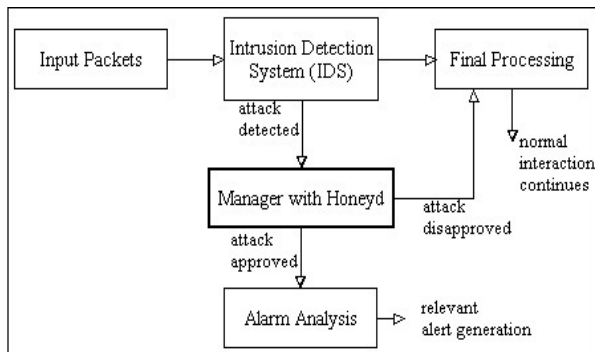 Input Packets
Intrusion Detection
System (IDS)
Final Processing
attack
detected
normal
interaction
continues
Manager with Honeyd
attack
disapproved
attack
approved
Alarm Analysis
relevant
alert generation